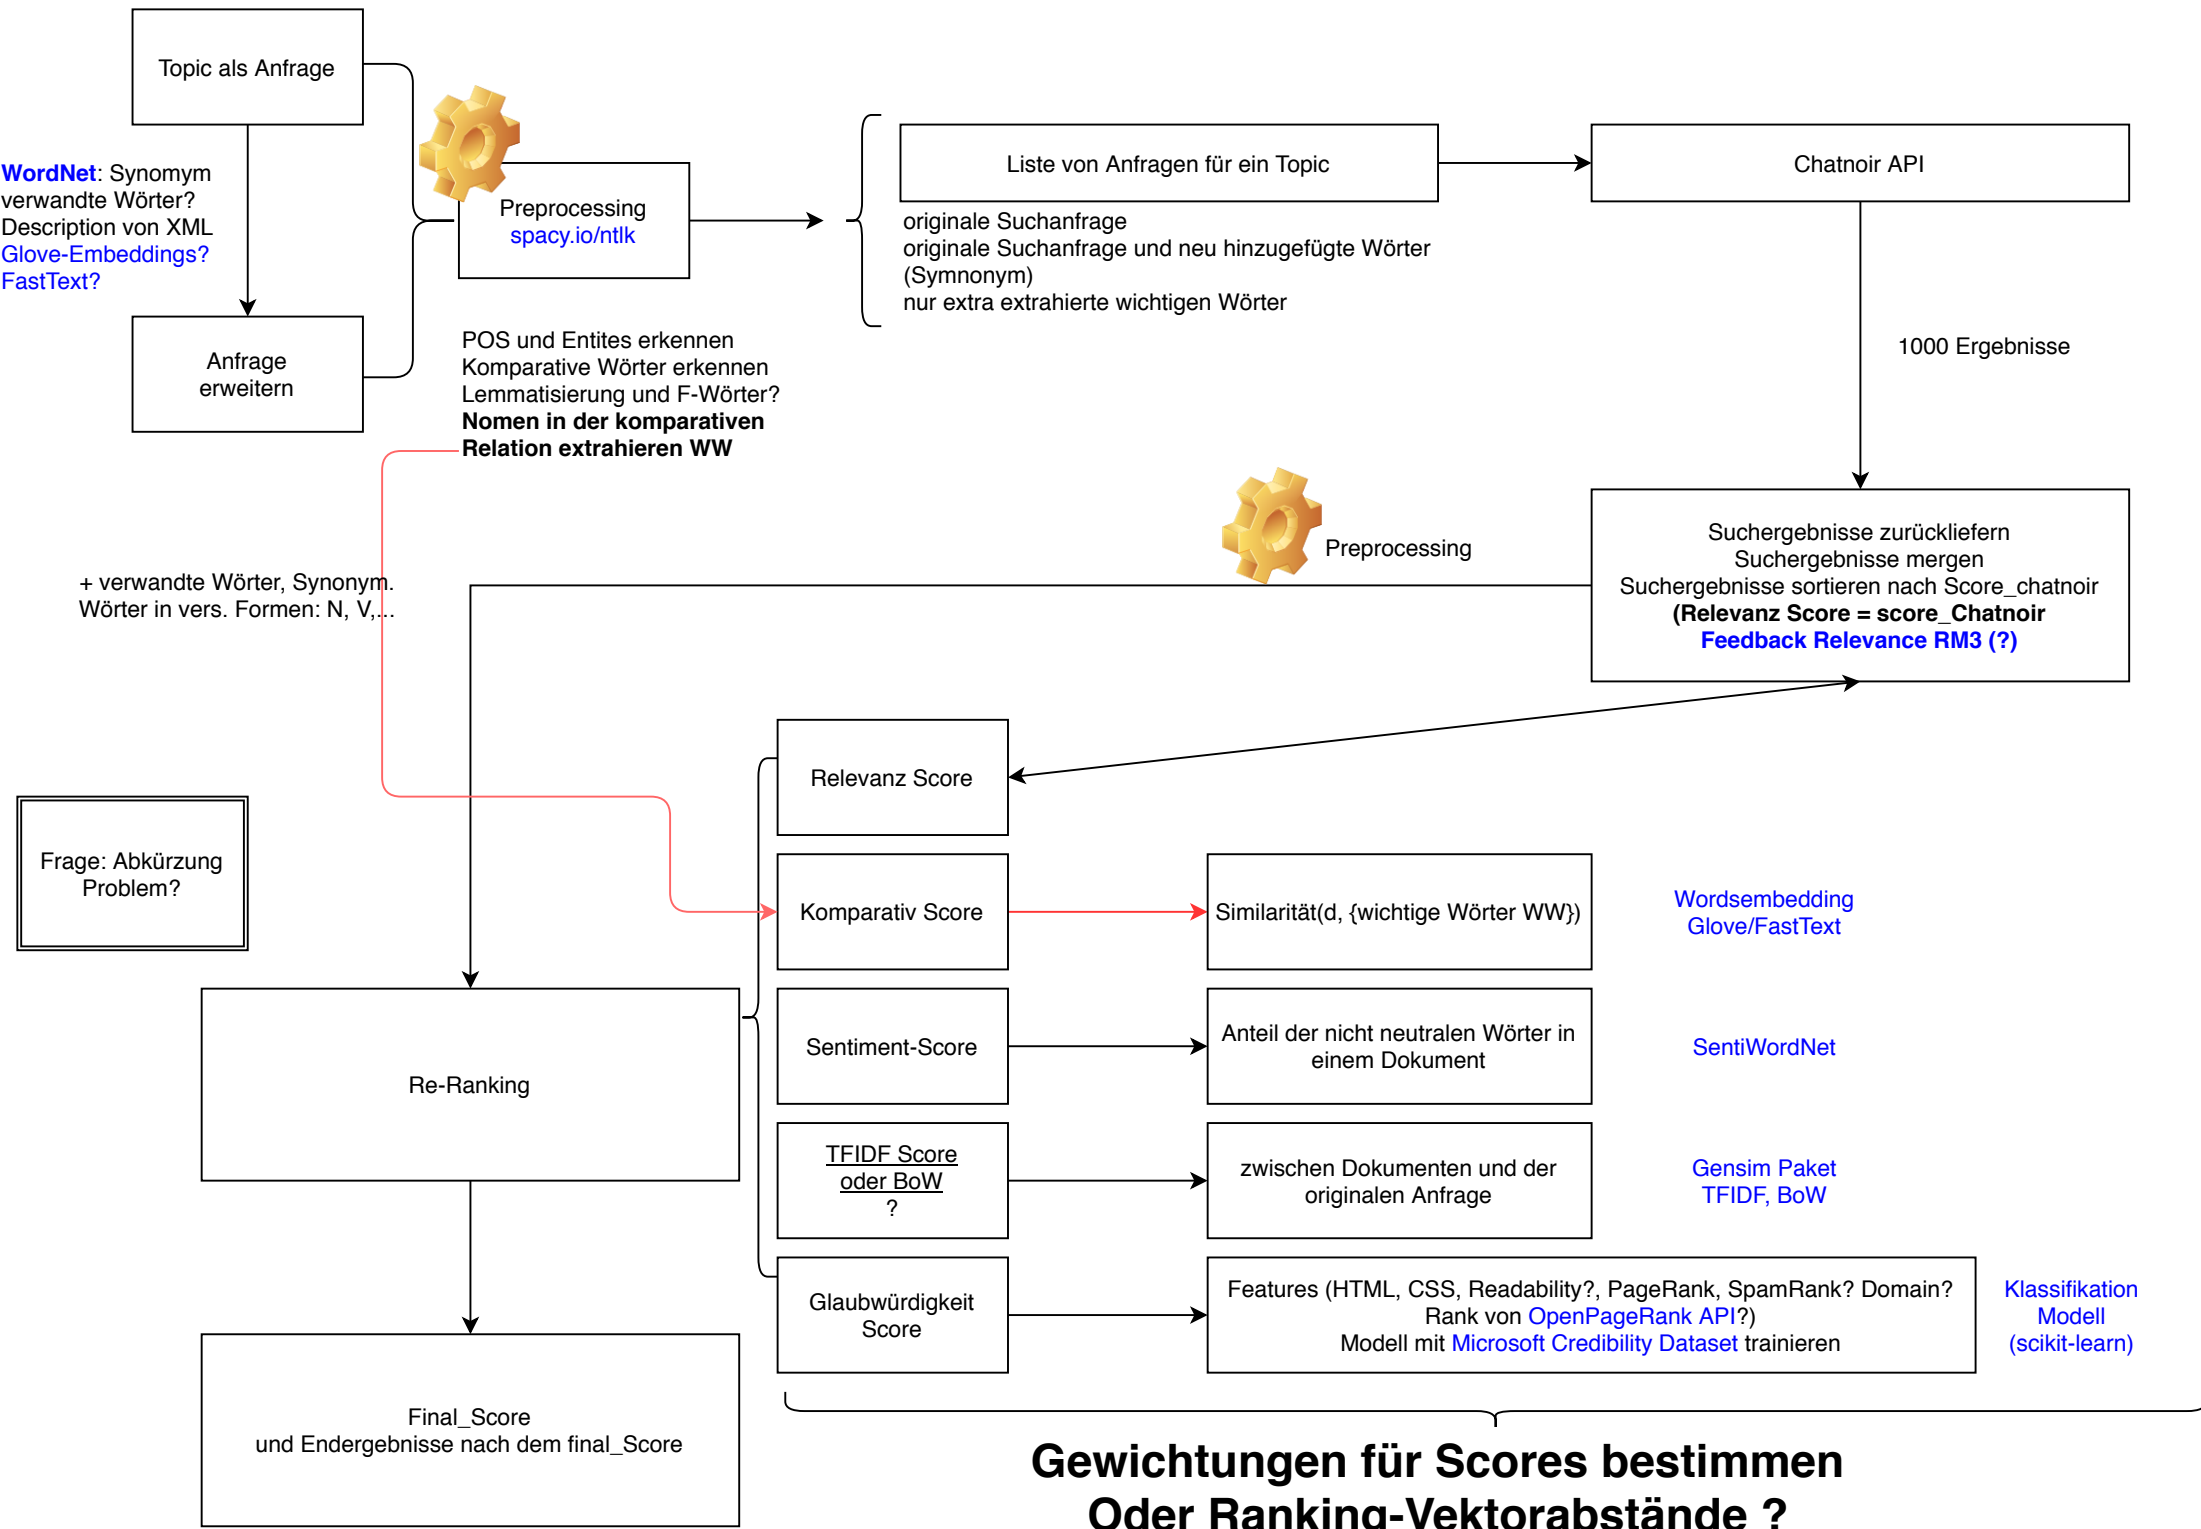 Topic als Anfrage
WordNet: Synomym
verwandte Wörter?
Description von XML
Glove-Embeddings?
FastText?
Anfrage
erweitern
Preprocessing
spacy.io/ntlk
POS und Entites erkennen
Komparative Wörter erkennen
Lemmatisierung und F-Wörter?
Nomen in der komparativen
Relation extrahieren WW
Liste von Anfragen für ein Topic
originale Suchanfrage
originale Suchanfrage und neu hinzugefügte Wörter
(Symnonym)
nur extra extrahierte wichtigen Wörter
Chatnoir API
1000 Ergebnisse
Suchergebnisse zurückliefern
Suchergebnisse mergen
Suchergebnisse sortieren nach Score_chatnoir
(Relevanz Score = score_Chatnoir
Feedback Relevance RM3 (?)
Preprocessing
+ verwandte Wörter, Synonym.
Wörter in vers. Formen: N, V,...
Frage: Abkürzung
Problem?
Re-Ranking
Relevanz Score
Komparativ Score
Similarität(d, {wichtige Wörter WW})
Wordsembedding
Glove/FastText
Sentiment-Score
Anteil der nicht neutralen Wörter in
einem Dokument
SentiWordNet
TFIDF Score
oder BoW
?
zwischen Dokumenten und der
originalen Anfrage
Gensim Paket
TFIDF, BoW
Glaubwürdigkeit
Score
Features (HTML, CSS, Readability?, PageRank, SpamRank? Domain?
Rank von OpenPageRank API?)
Modell mit Microsoft Credibility Dataset trainieren
Klassifikation
Modell
(scikit-learn)
Final_Score
und Endergebnisse nach dem final_Score
Gewichtungen für Scores bestimmen
Oder Ranking-Vektorabstände ?